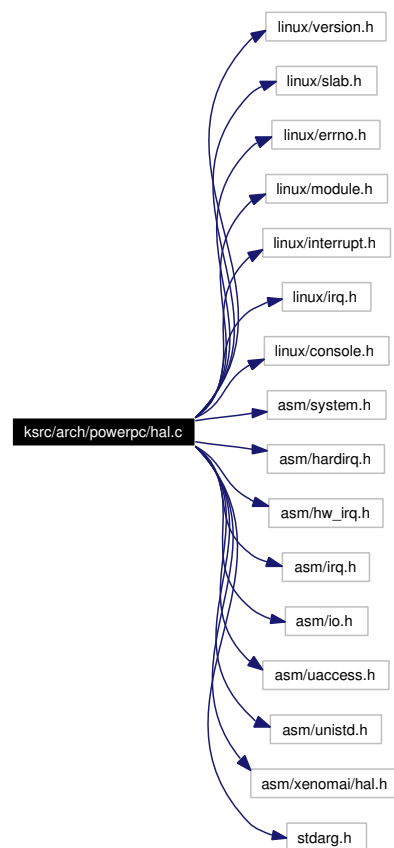 linux/version.h
linux/slab.h
linux/errno.h
linux/module.h
linux/interrupt.h
linux/irq.h
linux/console.h
asm/system.h
ksrc/arch/powerpc/hal.c
asm/hardirq.h
asm/hw_irq.h
asm/irq.h
asm/io.h
asm/uaccess.h
asm/unistd.h
asm/xenomai/hal.h
stdarg.h